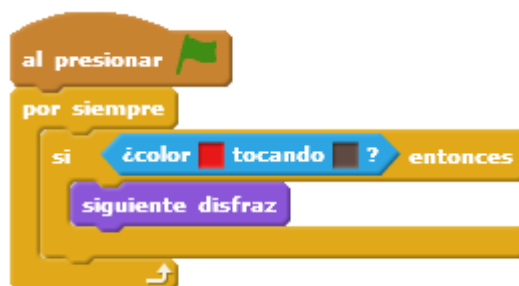 al presionar
por siempre
si ¿color tocando ? entonces
siguiente disfraz